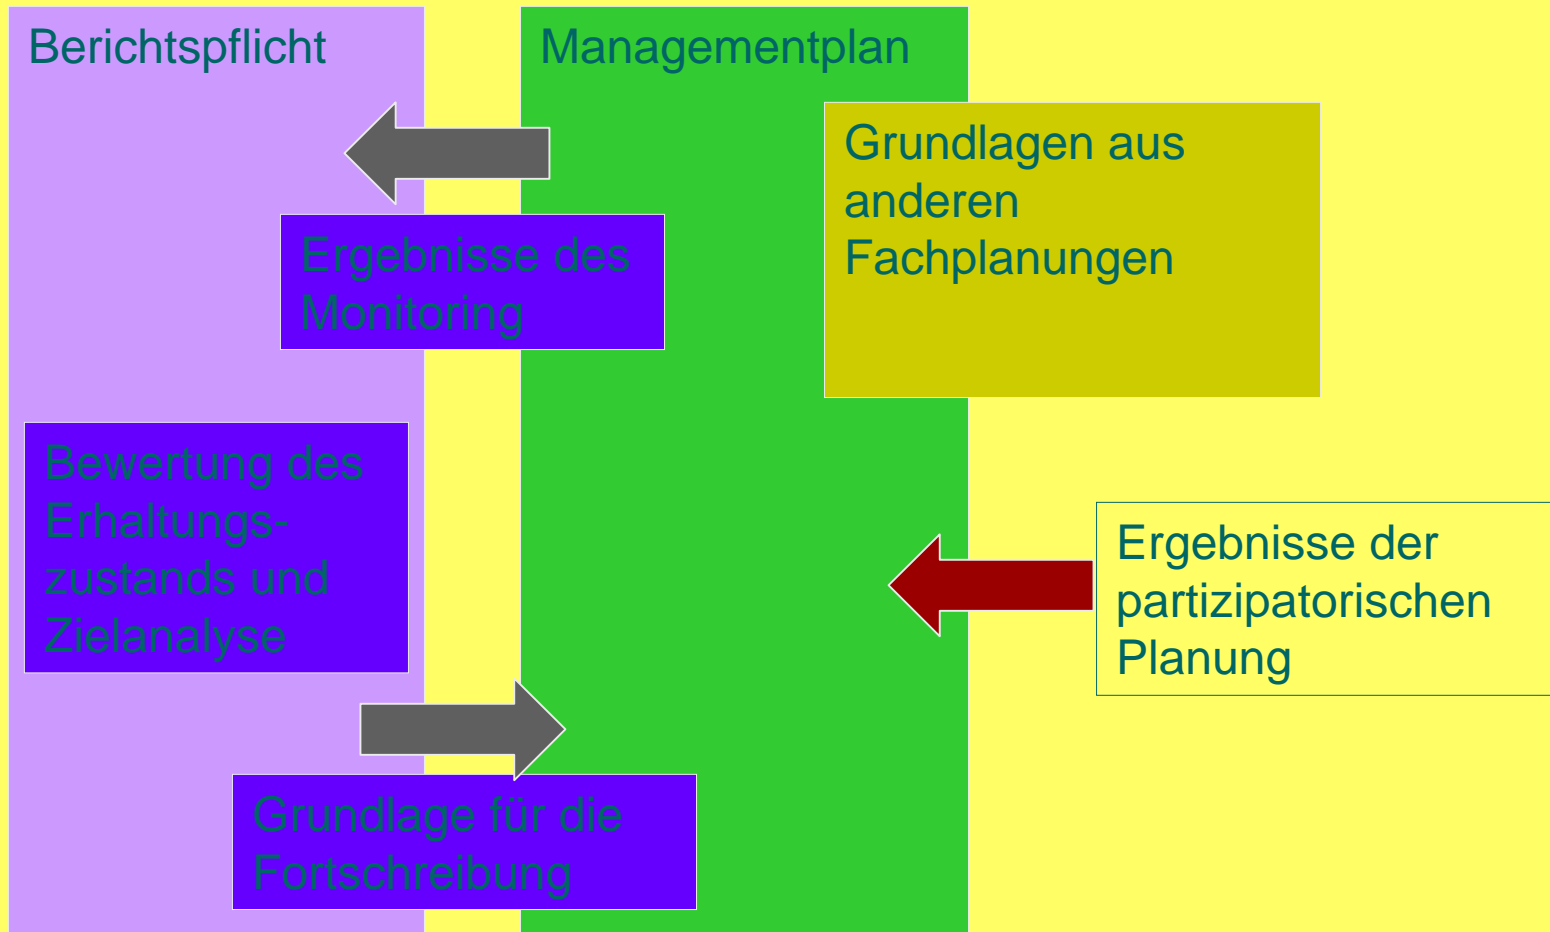 Berichtspflicht
Managementplan
Grundlagen aus
anderen
Fachplanungen
Ergebnisse des
Monitoring
Bewertung des
Erhaltungs-
zustands und
Zielanalyse
Ergebnisse der
partizipatorischen
Planung
Grundlage für die
Fortschreibung